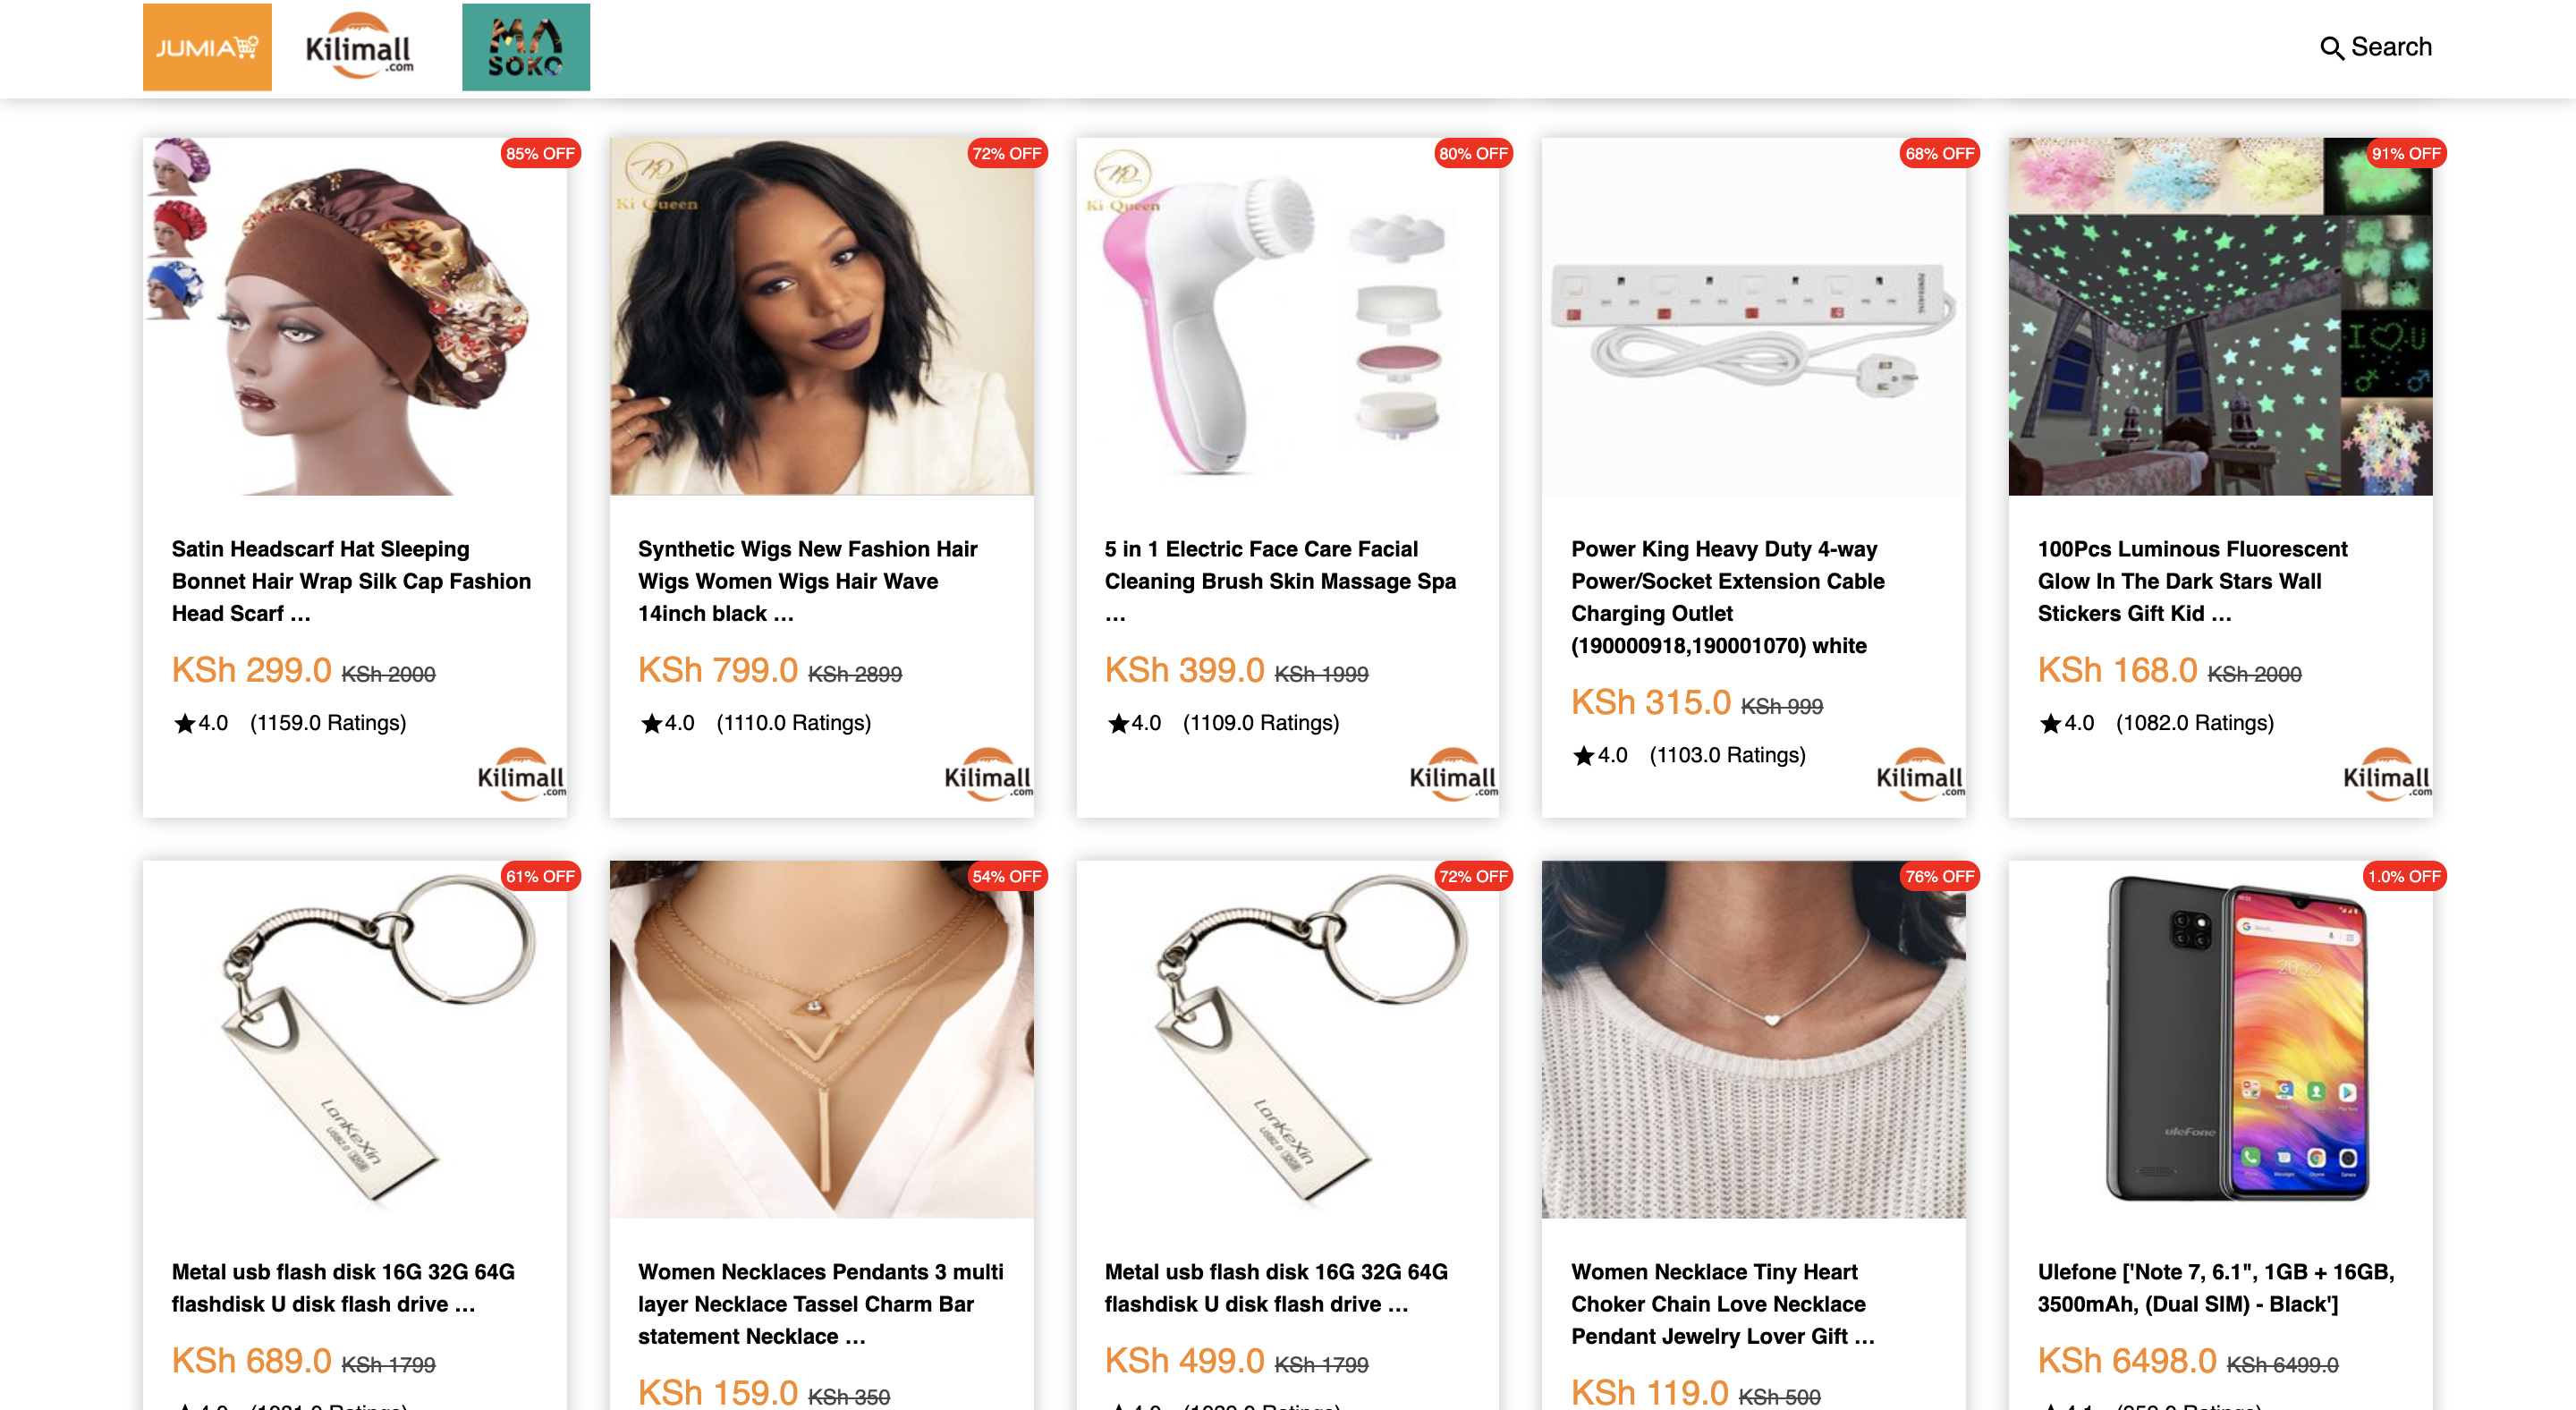 JUMIA
Kilimall
.com
MA
SOKO
Search
85% OFF
72% OFF
Ki Queen
80% OFF
Ki Queen
68% OFF
91% OFF
I U
Satin Headscarf Hat Sleeping
Bonnet Hair Wrap Silk Cap Fashion
Head Scarf ...
KSh 299.0 KSh 2000
4.0 (1159.0 Ratings)
Kilimall
.com
Synthetic Wigs New Fashion Hair
Wigs Women Wigs Hair Wave
14inch black ...
KSh 799.0 KSh 2899
4.0 (1110.0 Ratings)
Kilimall
.com
5 in 1 Electric Face Care Facial
Cleaning Brush Skin Massage Spa
...
KSh 399.0 KSh 1999
4.0 (1109.0 Ratings)
Kilimall
.com
Power King Heavy Duty 4-way
Power/Socket Extension Cable
Charging Outlet
(190000918,190001070) white
KSh 315.0 KSh 999
4.0 (1103.0 Ratings)
Kilimall
.com
100Pcs Luminous Fluorescent
Glow In The Dark Stars Wall
Stickers Gift Kid ...
KSh 168.0 KSh 2000
4.0 (1082.0 Ratings)
Kilimall
.com
61% OFF
LanKeXin
USB2.0
Metal usb flash disk 16G 32G 64G
flashdisk U disk flash drive ...
KSh 689.0 KSh 1799
54% OFF
Women Necklaces Pendants 3 multi
layer Necklace Tassel Charm Bar
statement Necklace ...
KSh 159.0 KSh 350
72% OFF
LanKeXin
USB2.0
Metal usb flash disk 16G 32G 64G
flashdisk U disk flash drive ...
KSh 499.0 KSh 1799
76% OFF
Women Necklace Tiny Heart
Choker Chain Love Necklace
Pendant Jewelry Lover Gift ...
KSh 119.0 KSh 500
1.0% OFF
20:22
uleFone
Ulefone ['Note 7, 6.1", 1GB + 16GB,
3500mAh, (Dual SIM) - Black']
KSh 6498.0 KSh 6499.0